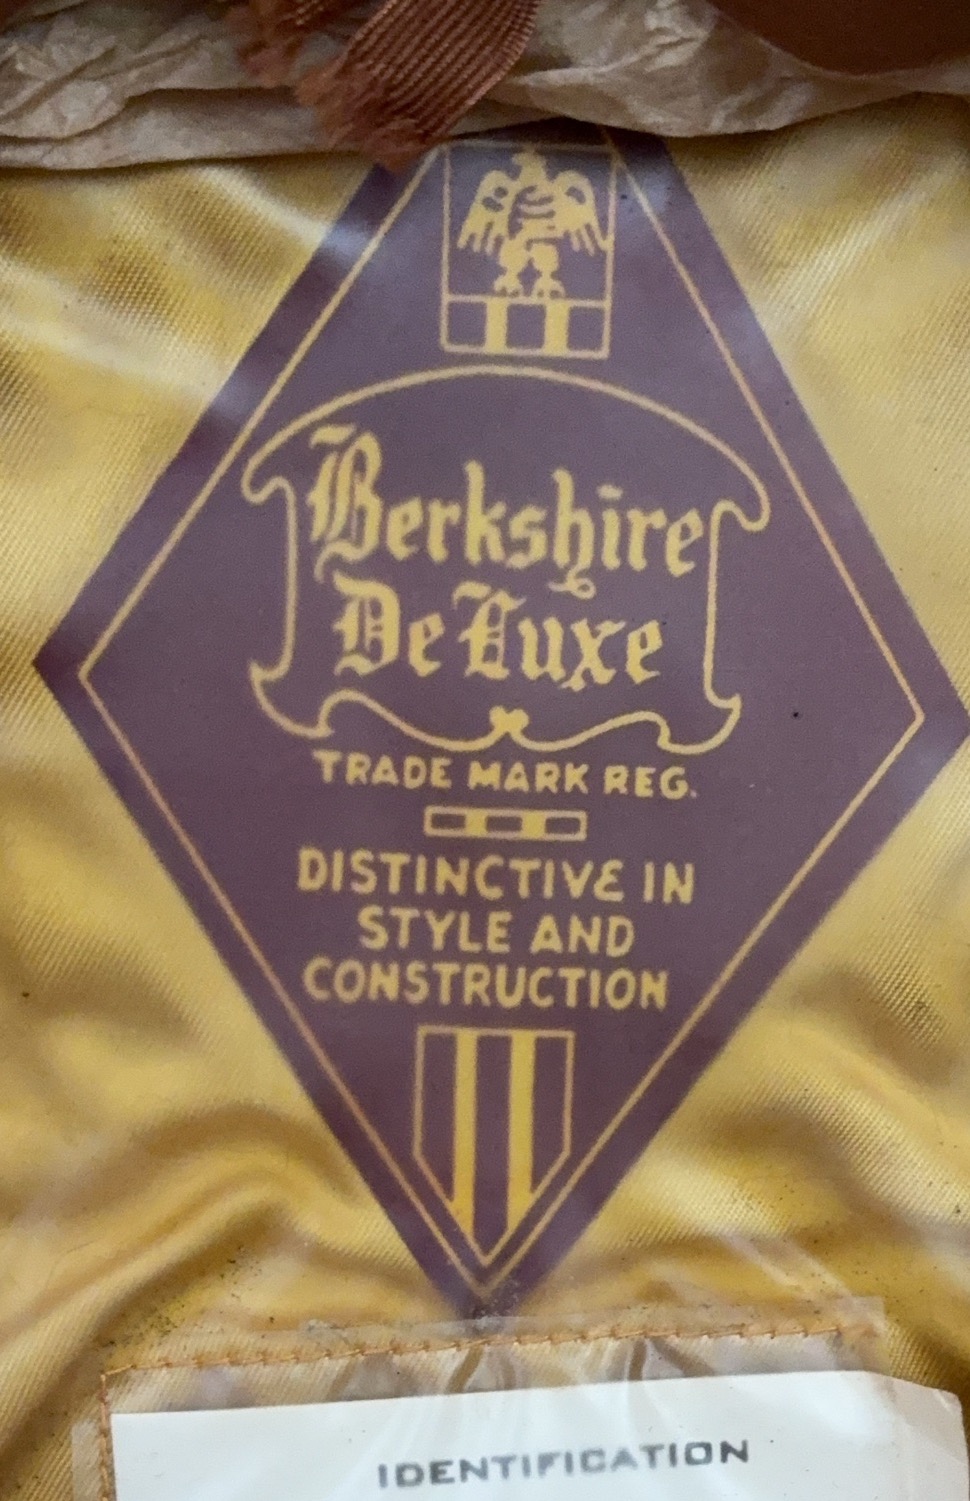 Berkshire
De Luxe
TRADE MARK REG.
DISTINCTIVE IN
STYLE AND
CONSTRUCTION
IDENTIFICATION